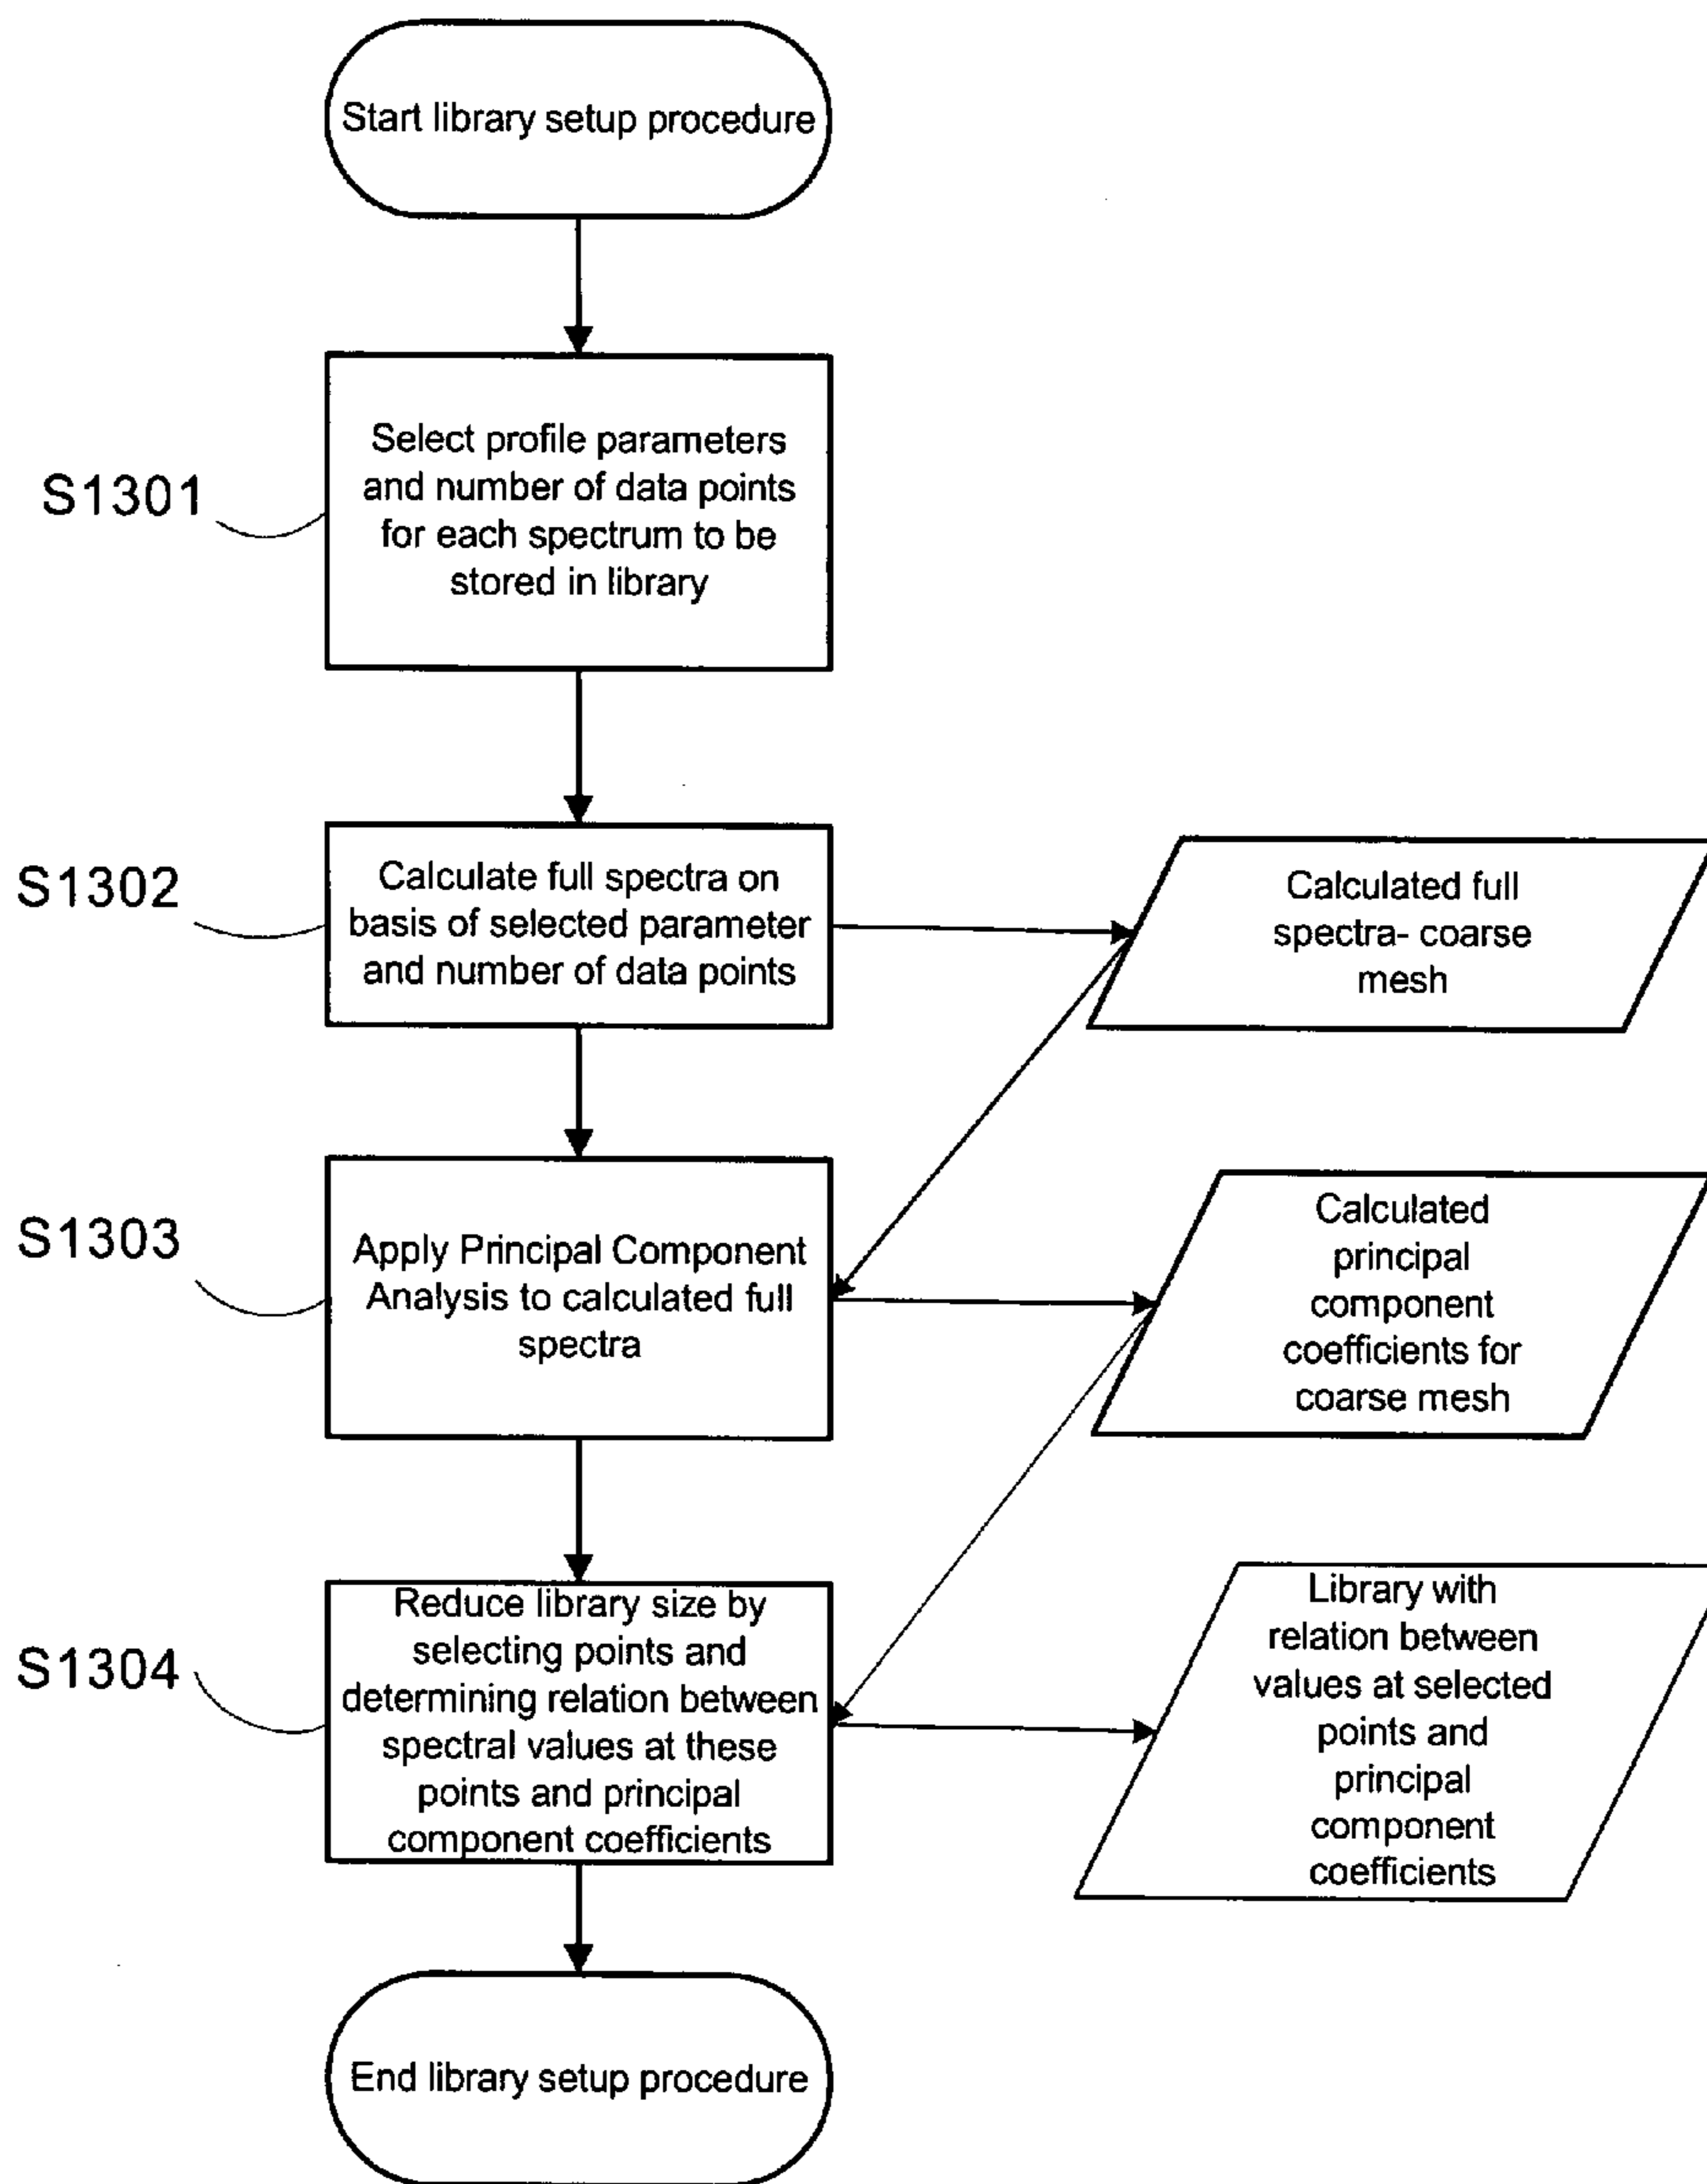 Start library setup procedure
S1301
Select profile parameters
and number of data points
for each spectrum to be
stored in library
S1302
Calculate full spectra on
basis of selected parameter
and number of data points
Calculated full
spectra- coarse
mesh
S1303
Apply Principal Component
Analysis to calculated full
spectra
Calculated
principal
component
coefficients for
coarse mesh
S1304
Reduce library size by
selecting points and
determining relation between
spectral values at these
points and principal
component coefficients
Library with
relation between
values at selected
points and
principal
component
coefficients
End library setup procedure